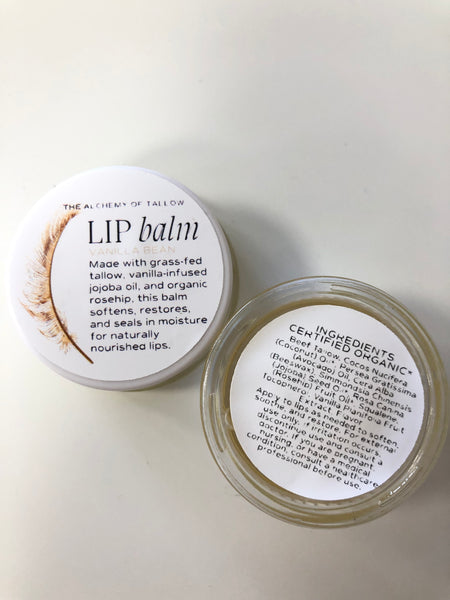 THE ALCHEMY OF TALLOW
LIP balm
VANILLA BEAN
Made with grass-fed
tallow, vanilla-infused
jojoba oil, and organic
rosehip, this balm
softens, restores,
and seals in moisture
for naturally
nourished lips.
INGREDIENTS
CERTIFIED ORGANIC*
Beef Tallow, Cocos Nucifera
(Coconut) Oil*, Persea Gratissima
(Avocado) Oil*, Cera Alba
(Beeswax), Simmondsia Chinensis
(Jojoba) Seed Oil*, Rosa Canina
(Rosehip) Fruit Oil*, Squalene,
Tocopherol, Vanilla Planifolia Fruit
Extract, Flavor
Apply to lips as needed to soften,
soothe, and restore. For external
use only. If irritation occurs,
discontinue use and consult a
doctor. If you are pregnant,
nursing, or have a medical
condition, consult a healthcare
professional before use.